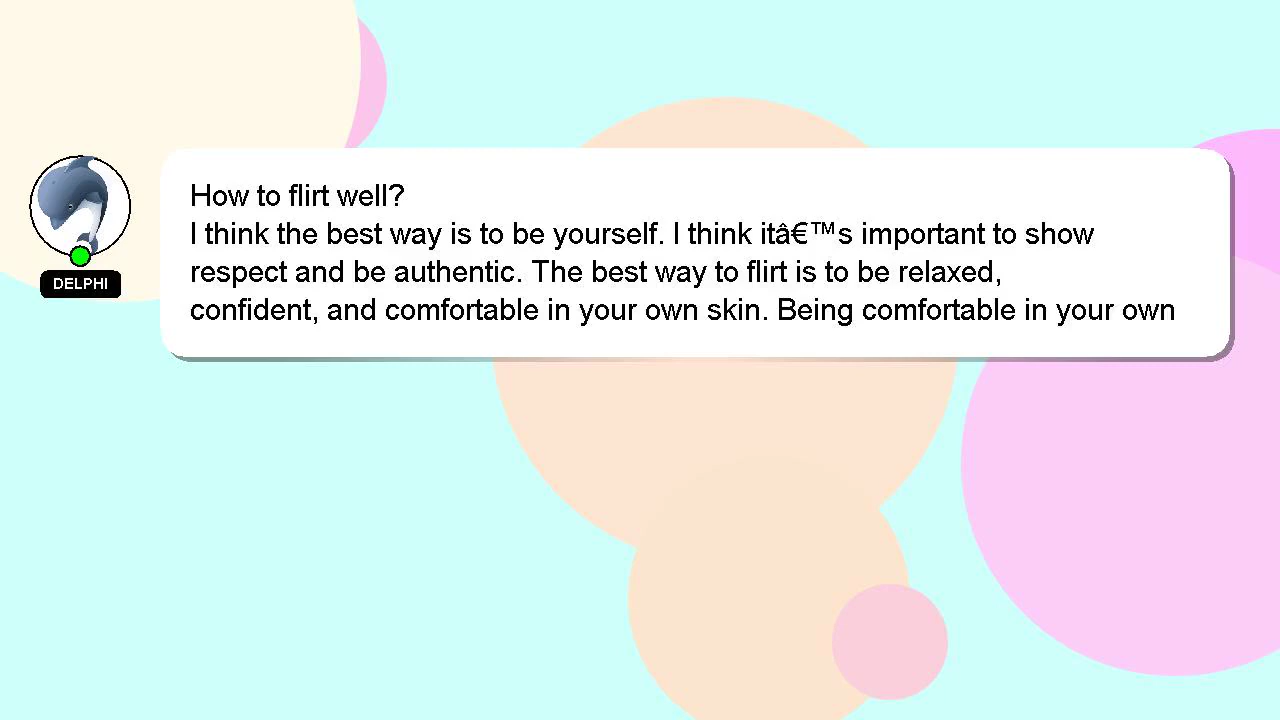 How to flirt well?
I think the best way is to be yourself. I think itâ€™s important to show
respect and be authentic. The best way to flirt is to be relaxed,
confident, and comfortable in your own skin. Being comfortable in your own
DELPHI